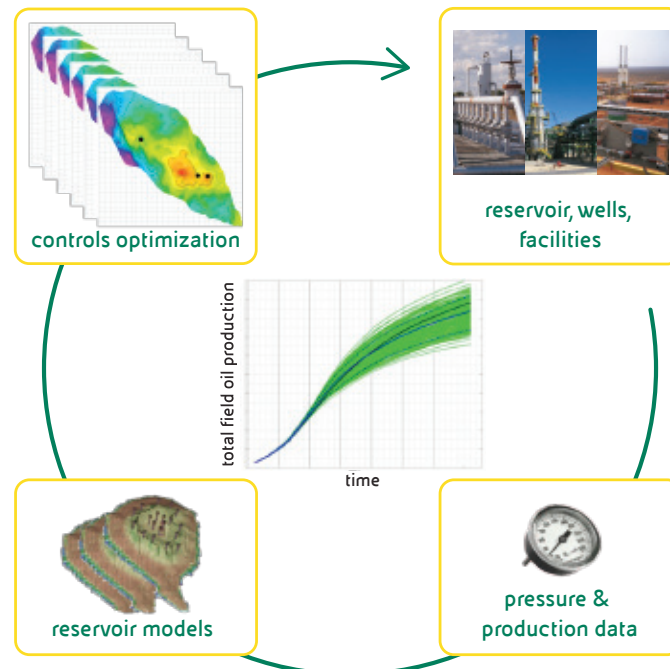 controls optimization
reservoir, wells,
facilities
total field oil production
time
reservoir models
pressure &
production data